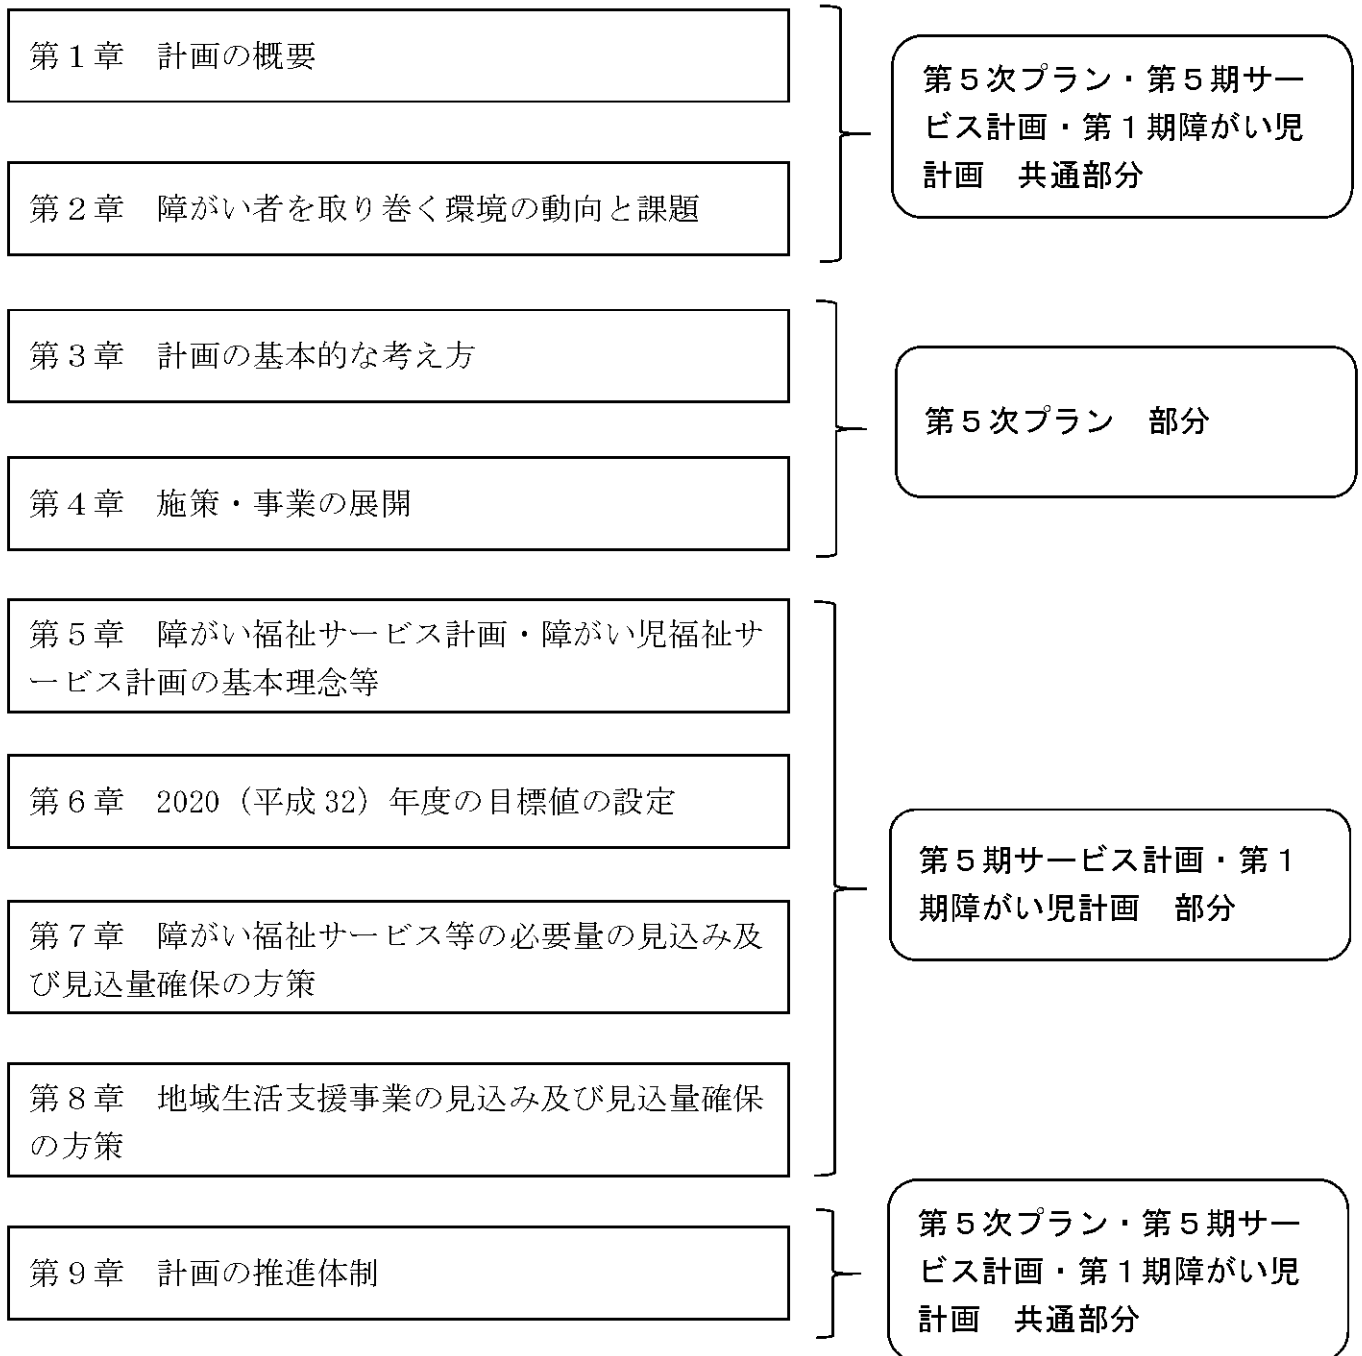 第１章　計画の概要
第２章　障がい者を取り巻く環境の動向と課題
第５次プラン・第５期サー
ビス計画・第１期障がい児
計画　共通部分
第３章　計画の基本的な考え方
第４章　施策・事業の展開
第５次プラン　部分
第５章　障がい福祉サービス計画・障がい児福祉サ
ービス計画の基本理念等
第６章　2020（平成 32）年度の目標値の設定
第７章　障がい福祉サービス等の必要量の見込み及
び見込量確保の方策
第８章　地域生活支援事業の見込み及び見込量確保
の方策
第５期サービス計画・第１
期障がい児計画　部分
第９章　計画の推進体制
第５次プラン・第５期サー
ビス計画・第１期障がい児
計画　共通部分